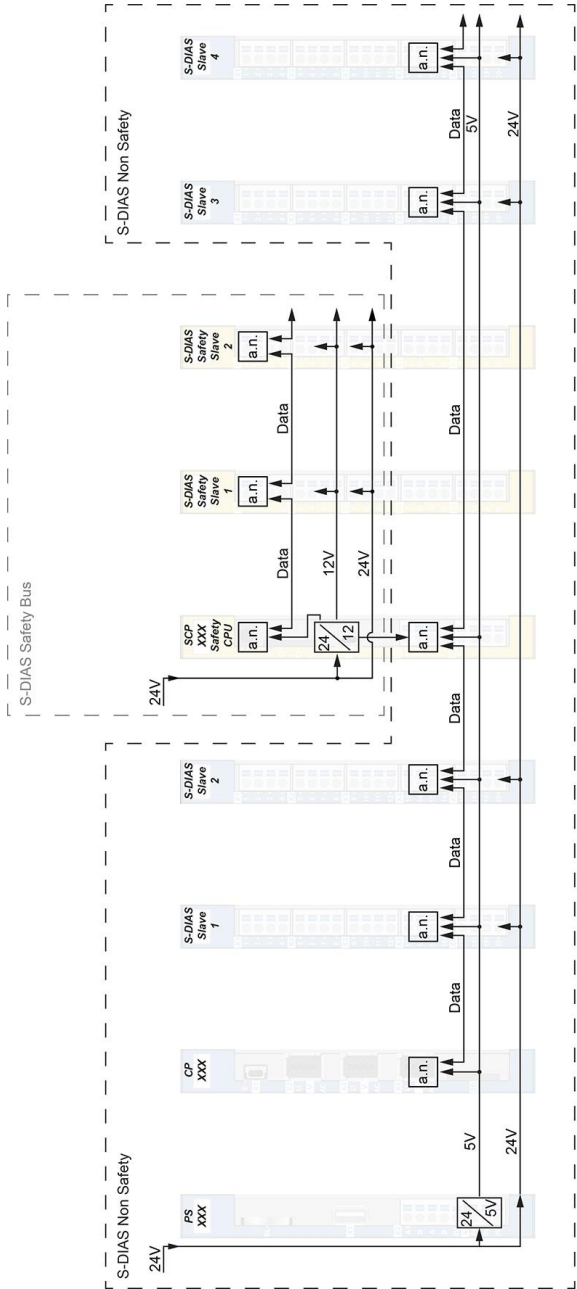 S-DIAS Safety Bus
S-DIAS Non Safety
S-DIAS Non Safety
24V
24V
PS
XXX
CP
XXX
S-DIAS
Slave
1
S-DIAS
Slave
2
SCP
XXX
Safety
CPU
S-DIAS
Safety
Slave
1
S-DIAS
Safety
Slave
2
S-DIAS
Slave
3
S-DIAS
Slave
4
a.n.
Data
a.n.
Data
a.n.
24
12
12V
24V
a.n.
Data
a.n.
Data
a.n.
Data
a.n.
Data
a.n.
Data
a.n.
24
5V
5V
5V
24V
24V